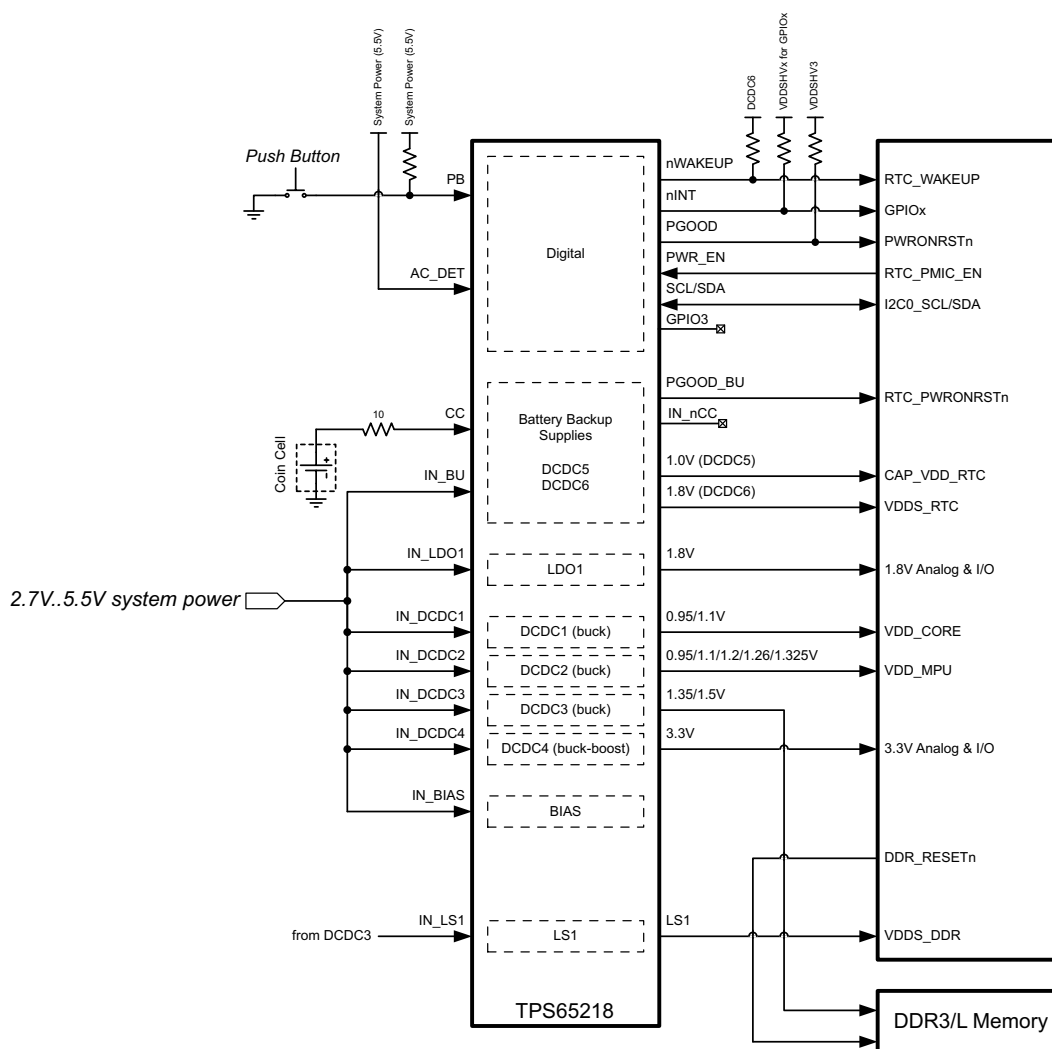 System Power (5.5V)
System Power (5.5V)
DCDC6
VDDSHVx for GPIOx
VDDSHV3
Push Button
PB
AC_DET
Digital
nWAKEUP
nINT
PGOOD
PWR_EN
SCL/SDA
GPIO3
RTC_WAKEUP
GPIOx
PWRONRSTn
RTC_PMIC_EN
I2C0_SCL/SDA
Coin Cell
+
10
CC
IN_BU
Battery Backup
Supplies
DCDC5
DCDC6
PGOOD_BU
IN_nCC
1.0V (DCDC5)
1.8V (DCDC6)
RTC_PWRONRSTn
CAP_VDD_RTC
VDDS_RTC
2.7V..5.5V system power
IN_LDO1
LDO1
1.8V
1.8V Analog & I/O
IN_DCDC1
DCDC1 (buck)
0.95/1.1V
VDD_CORE
IN_DCDC2
DCDC2 (buck)
0.95/1.1/1.2/1.26/1.325V
VDD_MPU
IN_DCDC3
DCDC3 (buck)
1.35/1.5V
IN_DCDC4
DCDC4 (buck-boost)
3.3V
3.3V Analog & I/O
IN_BIAS
BIAS
DDR_RESETn
from DCDC3
IN_LS1
LS1
LS1
VDDS_DDR
TPS65218
DDR3/L Memory